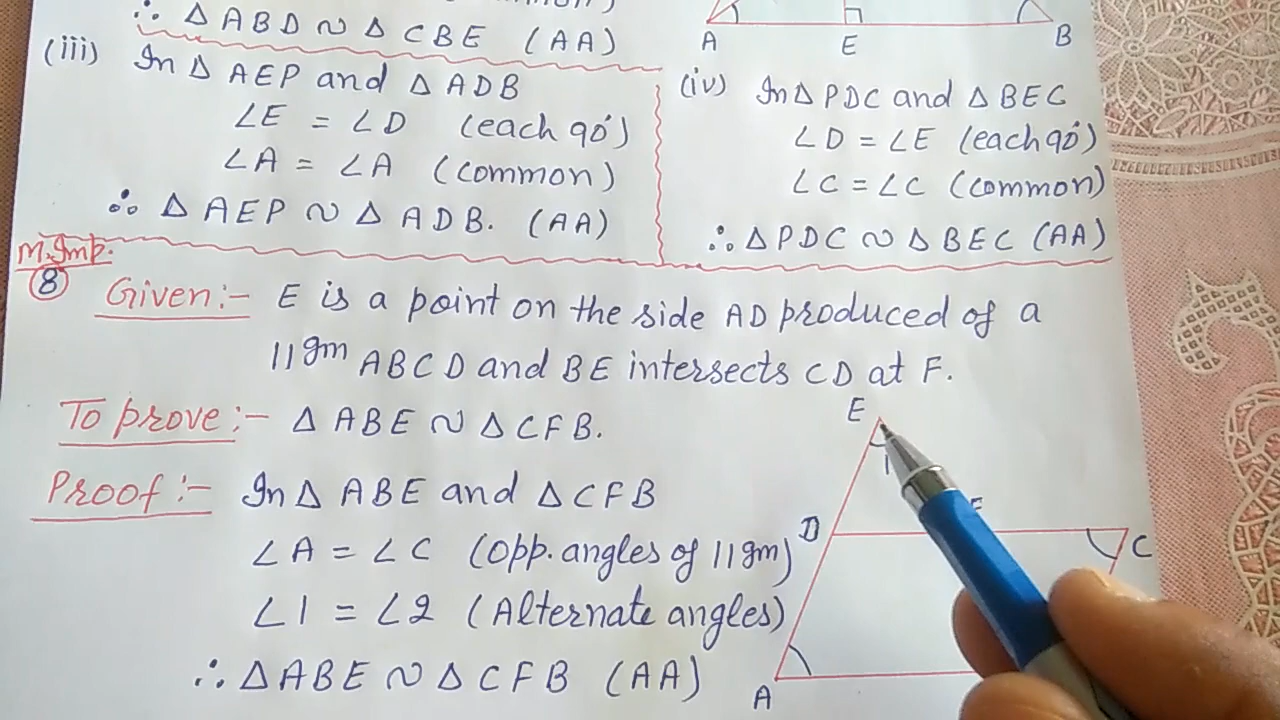 ∴ Δ ABD ~ Δ CBE (AA)
A E B
(iii) In Δ AEP and Δ ADB
∠E = ∠D (each 90°)
∠A = ∠A (common)
∴ Δ AEP ~ Δ ADB. (AA)
(iv) In Δ PDC and Δ BEC
∠D = ∠E (each 90°)
∠C = ∠C (common)
∴ Δ PDC ~ Δ BEC (AA)
M. Imp.
8 Given:- E is a point on the side AD produced of a
||gm ABCD and BE intersects CD at F.
To prove:- Δ ABE ~ Δ CFB.
Proof:- In Δ ABE and Δ CFB
∠A = ∠C (opp. angles of ||gm)
∠1 = ∠2 (Alternate angles)
∴ Δ ABE ~ Δ CFB (AA)
E
1
D C
A